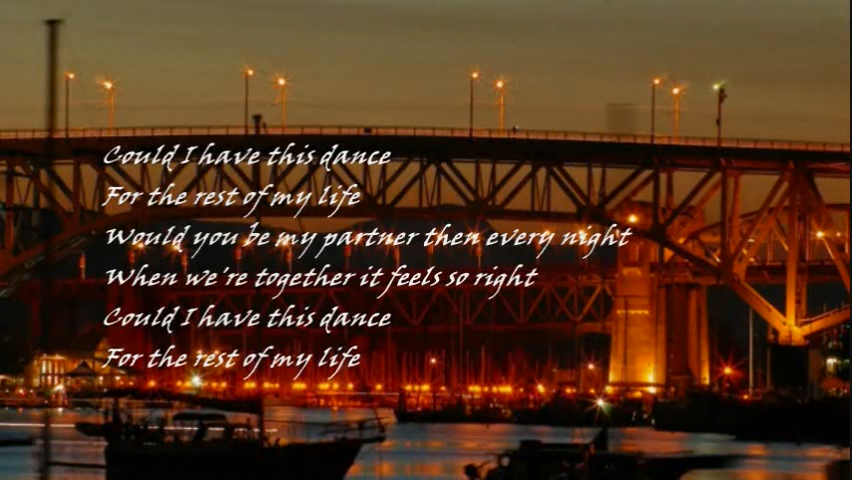 Could I have this dance
For the rest of my life
Would you be my partner then every night
When we're together it feels so right
Could I have this dance
For the rest of my life